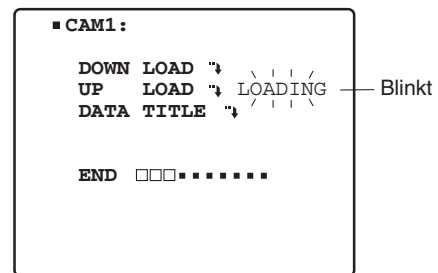 CAM1:
DOWN LOAD
UP LOAD LOADING Blinkt
DATA TITLE
END